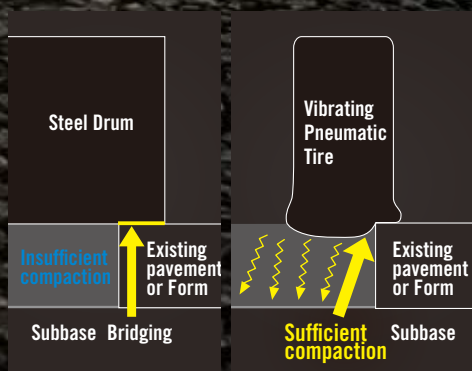 Steel Drum
Insufficient
compaction
Existing
pavement
or Form
Subbase Bridging
Vibrating
Pneumatic
Tire
Existing
pavement
or Form
Sufficient
compaction
Subbase